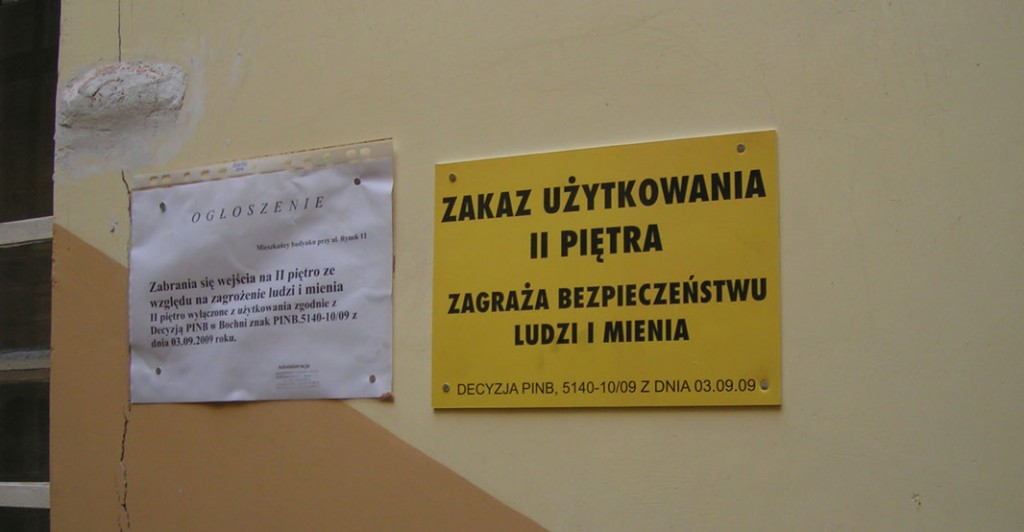 OGŁOSZENIE
Mieszkańcy budynku przy ul. Rynek 11
Zabrania się wejścia na II piętro ze
względu na zagrożenie ludzi i mienia
II piętro wyłączone z użytkowania zgodnie z
Decyzją PINB w Bochni znak PINB.5140-10/09 z
dnia 03.09.2009 roku.
Administracja
ZAKAZ UŻYTKOWANIA
II PIĘTRA
ZAGRAŻA BEZPIECZEŃSTWU
LUDZI I MIENIA
DECYZJA PINB, 5140-10/09 Z DNIA 03.09.09